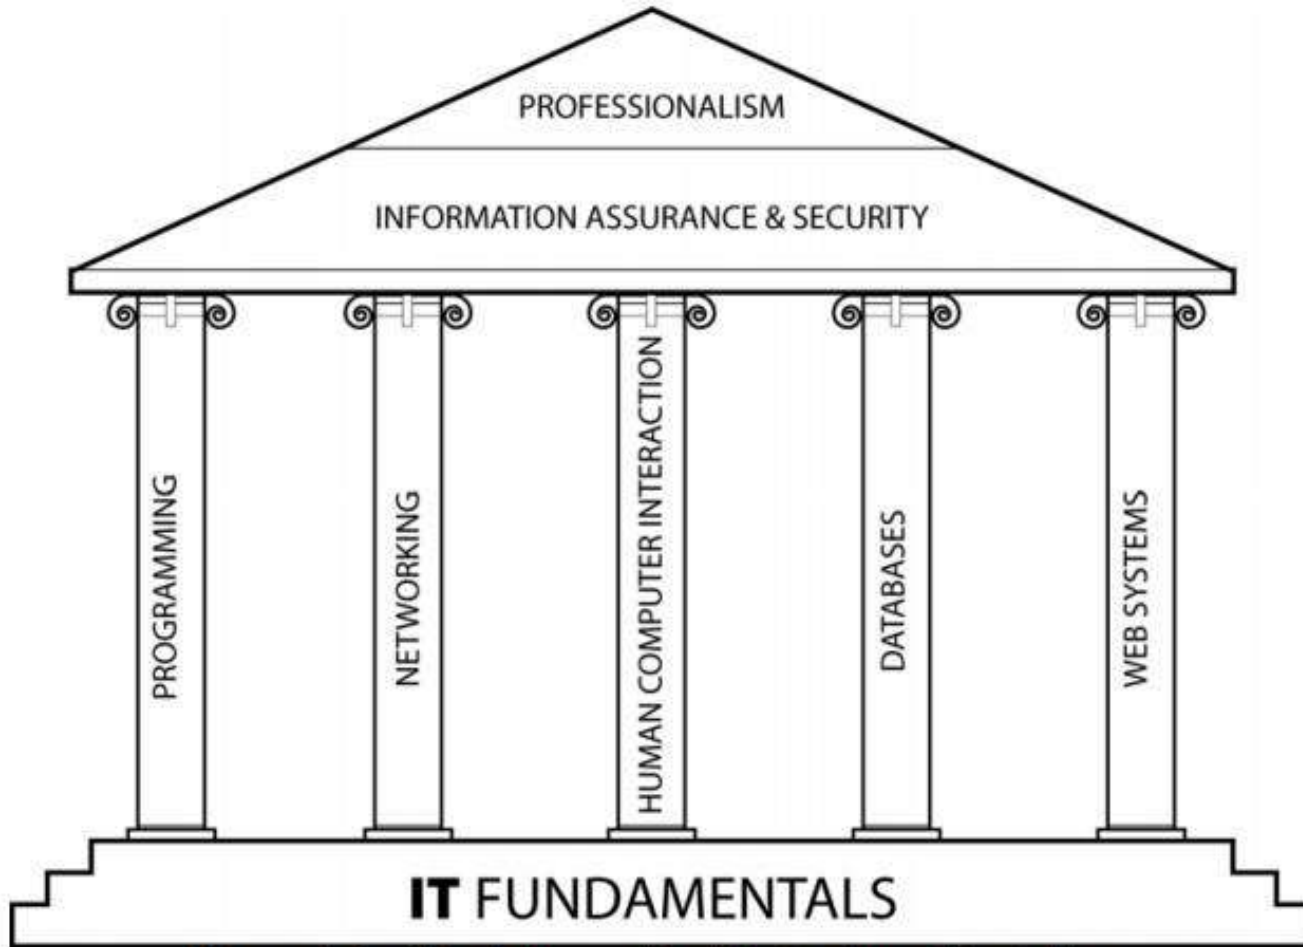 PROFESSIONALISM
INFORMATION ASSURANCE & SECURITY
PROGRAMMING
NETWORKING
HUMAN COMPUTER INTERACTION
DATABASES
WEB SYSTEMS
IT FUNDAMENTALS